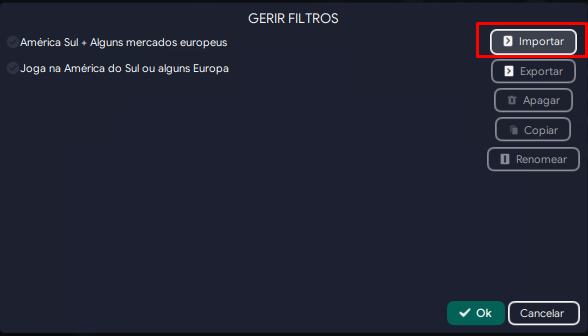 GERIR FILTROS
América Sul + Alguns mercados europeus
Importar
Joga na América do Sul ou alguns Europa
Exportar
Apagar
Copiar
Renomear
Ok
Cancelar